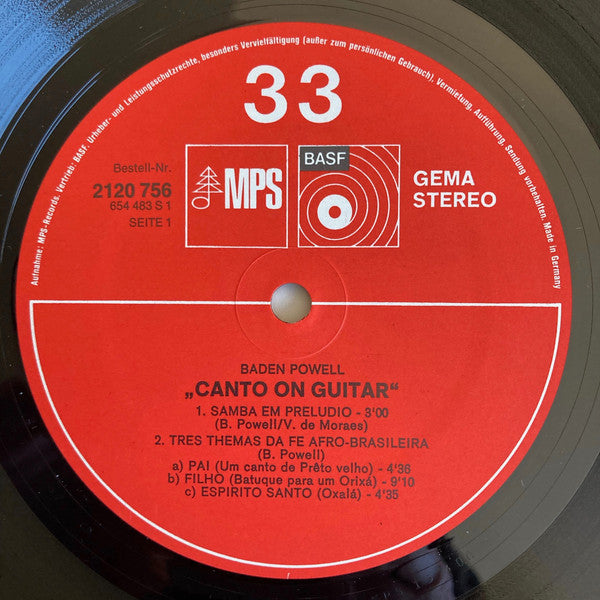 Aufnahme: MPS-Records. Vertrieb: BASF. Urheber- und Leistungsschutzrechte, besonders Vervielfältigung (außer zum persönlichen Gebrauch), Vermietung, Aufführung, Sendung vorbehalten. Made in Germany
33
Bestell-Nr.
2120 756
654 483 S 1
SEITE 1
MPS
BASF
GEMA
STEREO
BADEN POWELL
„CANTO ON GUITAR“
1. SAMBA EM PRELUDIO - 3'00
(B. Powell/V. de Moraes)
2. TRES THEMAS DA FE AFRO-BRASILEIRA
(B. Powell)
a) PAI (Um canto de Prêto velho) - 4'36
b) FILHO (Batuque para um Orixá) - 9'10
c) ESPIRITO SANTO (Oxalá) - 4'35